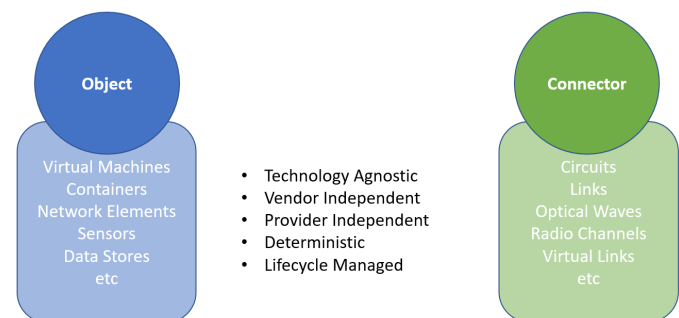 Object
Virtual Machines
Containers
Network Elements
Sensors
Data Stores
etc
• Technology Agnostic
• Vendor Independent
• Provider Independent
• Deterministic
• Lifecycle Managed
Connector
Circuits
Links
Optical Waves
Radio Channels
Virtual Links
etc